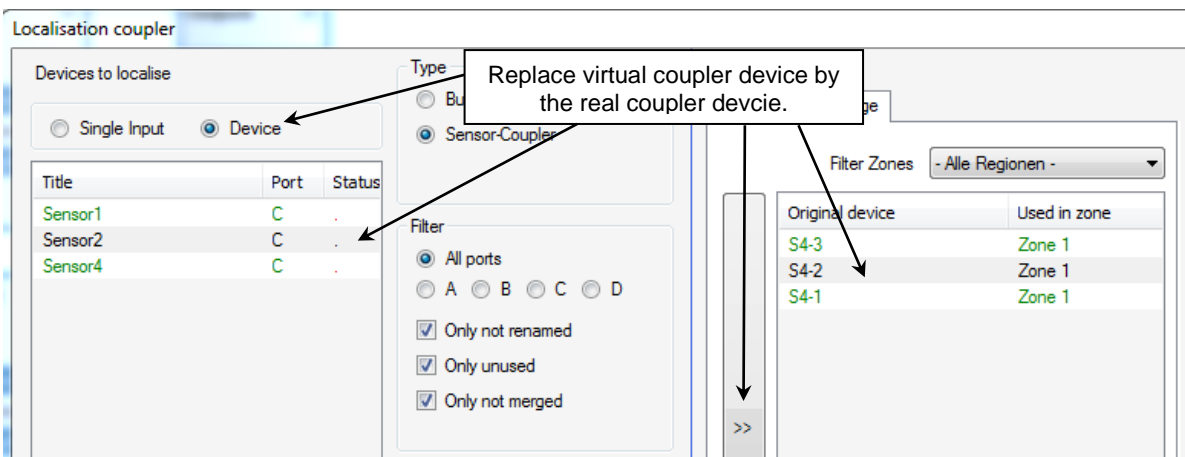 Localisation coupler
Devices to localise
Single Input Device
Title Port Status
Sensor1 C .
Sensor2 C .
Sensor4 C .
Type
Bu
Sensor-Coupler
Filter
All ports
A B C D
Only not renamed
Only unused
Only not merged
Replace virtual coupler device by
the real coupler devcie.
>>
ge
Filter Zones - Alle Regionen -
Original device Used in zone
S4-3 Zone 1
S4-2 Zone 1
S4-1 Zone 1